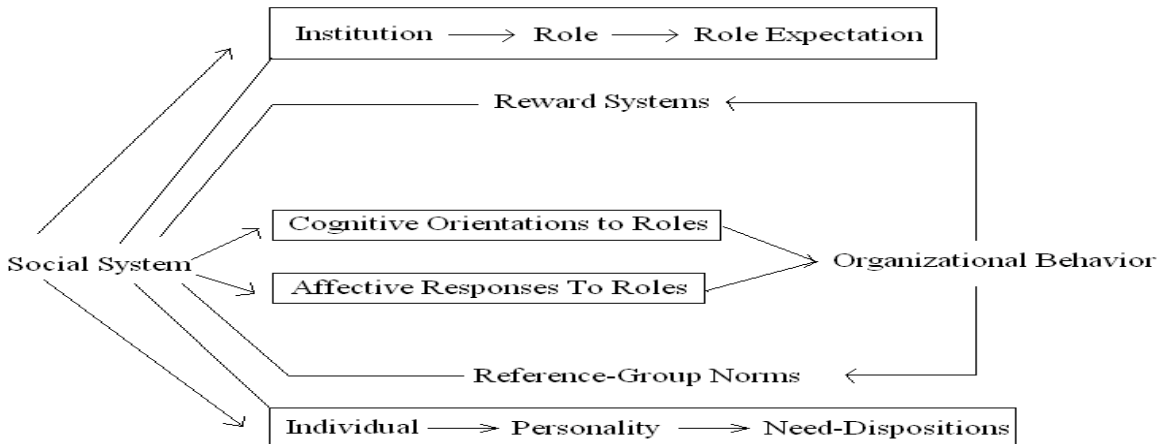 Institution Role Role Expectation
Reward Systems
Cognitive Orientations to Roles
Social System
Organizational Behavior
Affective Responses To Roles
Reference-Group Norms
Individual Personality Need-Dispositions